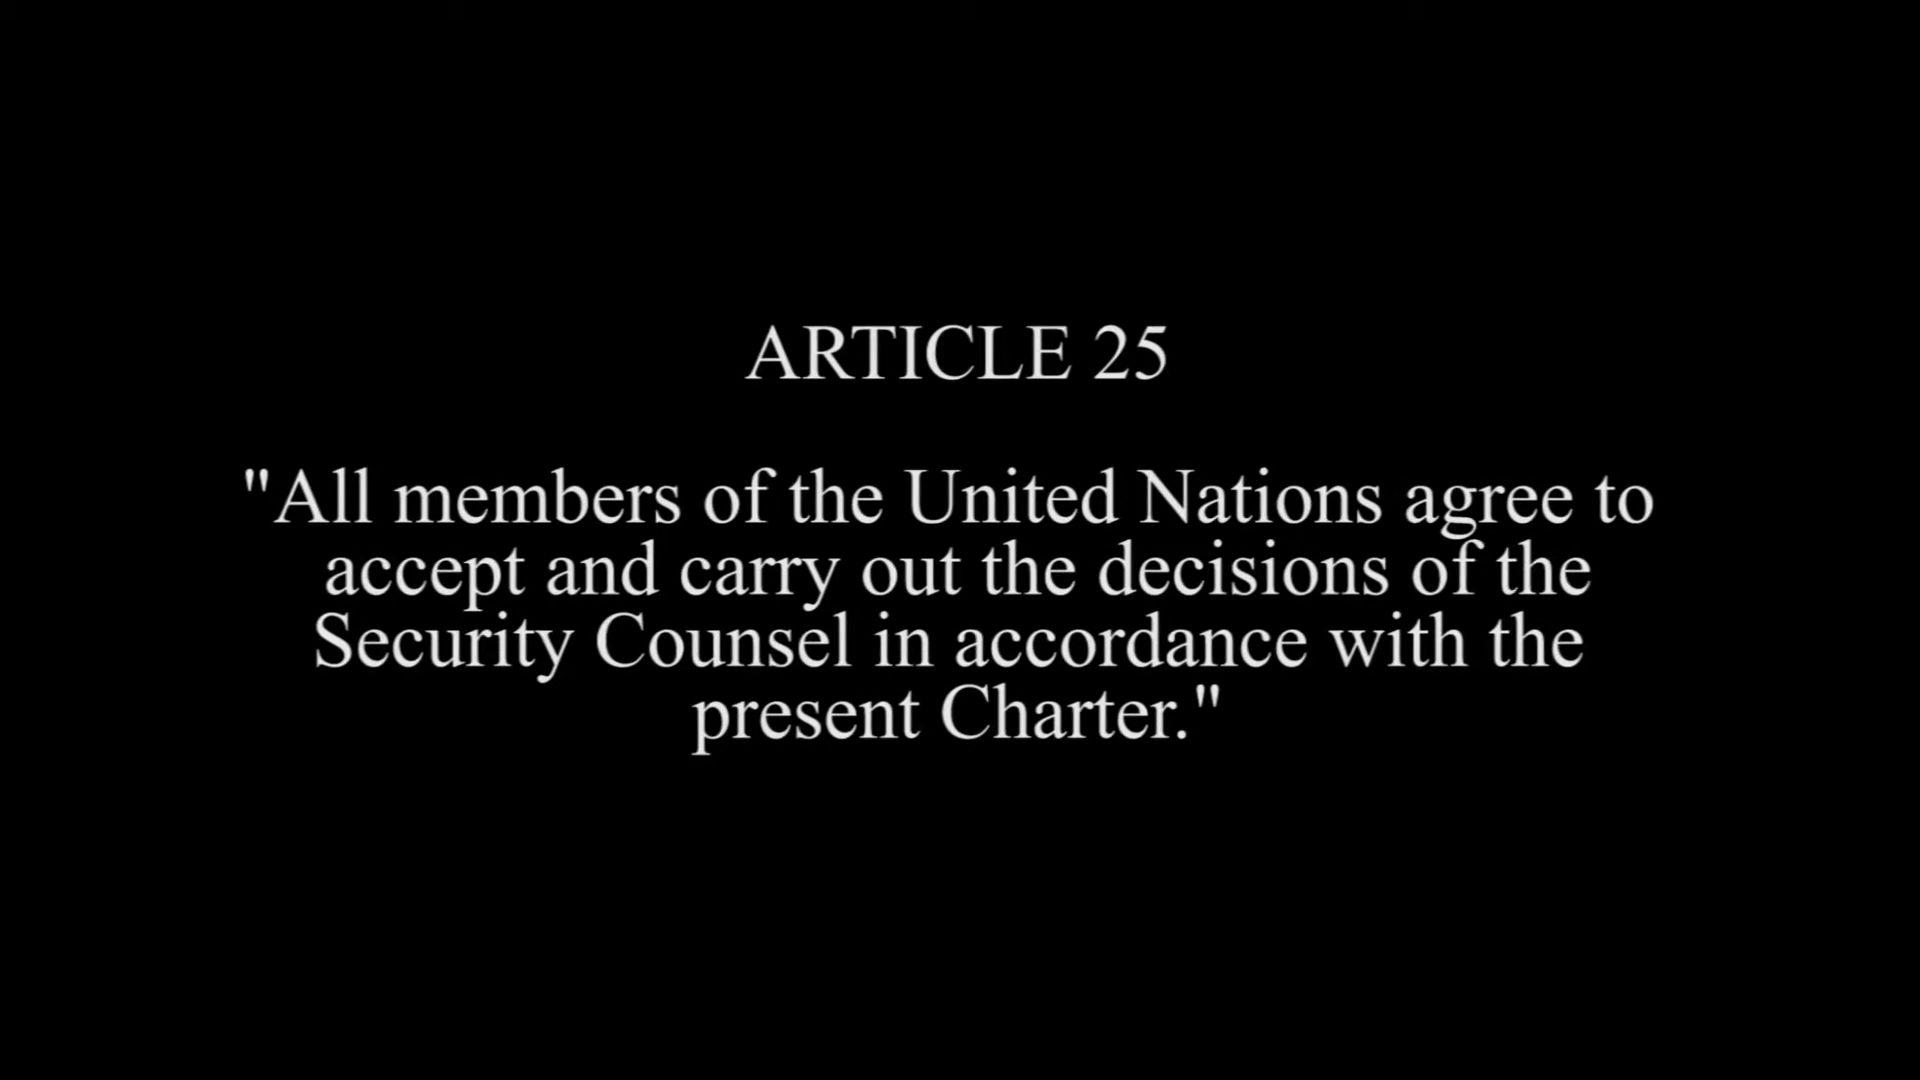 ARTICLE 25
"All members of the United Nations agree to
accept and carry out the decisions of the
Security Counsel in accordance with the
present Charter."